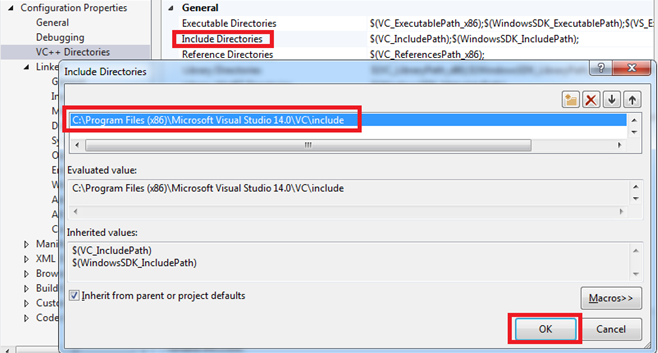 Configuration Properties
General
Debugging
VC++ Directories
Linke
General
Executable Directories $(VC_ExecutablePath_x86);$(WindowsSDK_ExecutablePath);$(VS_E
Include Directories $(VC_IncludePath);$(WindowsSDK_IncludePath);
Reference Directories $(VC_ReferencesPath_x86);
Include Directories
C:\Program Files (x86)\Microsoft Visual Studio 14.0\VC\include
Evaluated value:
C:\Program Files (x86)\Microsoft Visual Studio 14.0\VC\include
Inherited values:
$(VC_IncludePath)
$(WindowsSDK_IncludePath)
Inherit from parent or project defaults
Macros>>
OK
Cancel
G
In
M
D
Sy
O
E
W
A
A
C
Mani
XML
Brow
Build
Custo
Code